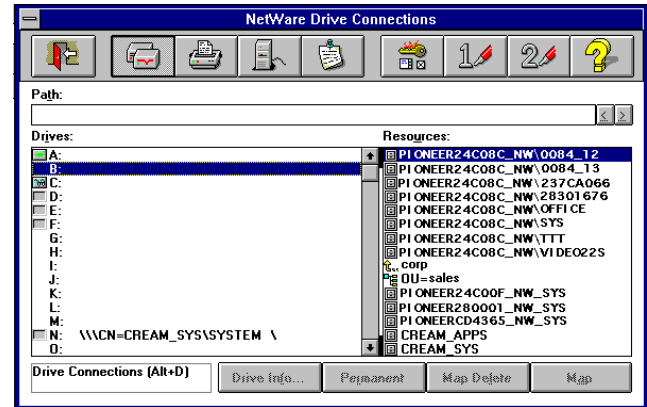 NetWare Drive Connections
1 2 ?
Path:
Drives:
A:
B:
C:
D:
E:
F:
G:
H:
I:
J:
K:
L:
M:
N: \\\CN=CREAM_SYS\SYSTEM \
O:
Resources:
PIONEER24C08C_NW\0084_12
PIONEER24C08C_NW\0084_13
PIONEER24C08C_NW\237CA066
PIONEER24C08C_NW\28301676
PIONEER24C08C_NW\OFFICE
PIONEER24C08C_NW\SYS
PIONEER24C08C_NW\TTT
PIONEER24C08C_NW\VIDEO22S
corp
OU=sales
PIONEER24C00F_NW_SYS
PIONEER280001_NW_SYS
PIONEERCD4365_NW_SYS
CREAM_APPS
CREAM_SYS
Drive Connections (Alt+D)
Drive Info...
Permanent
Map Delete
Map